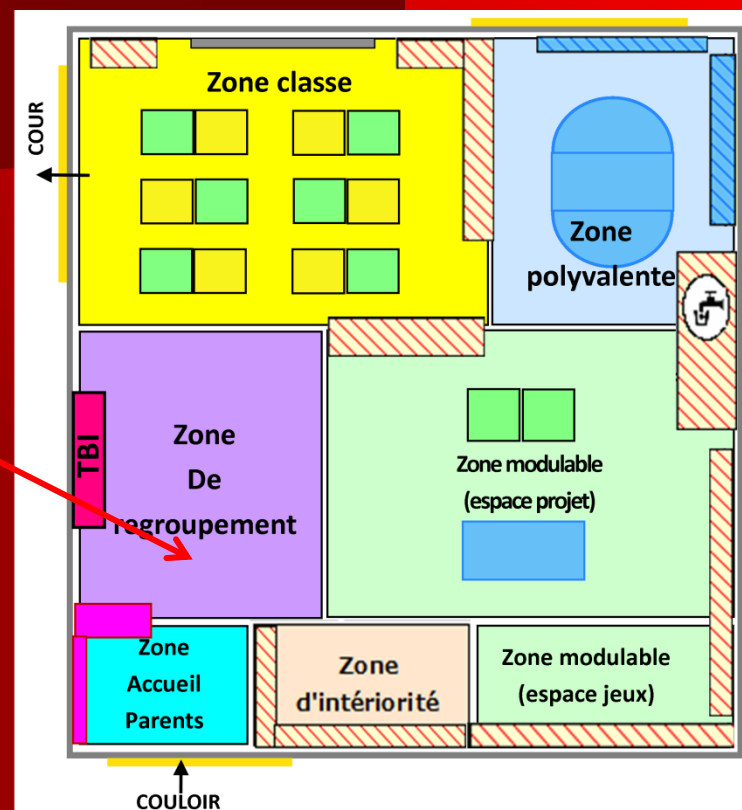 Zone classe
COUR
Zone
polyvalente
TBI
Zone
De
regroupement
Zone modulable
(espace projet)
Zone
Accueil
Parents
Zone
d'intériorité
Zone modulable
(espace jeux)
COULOIR